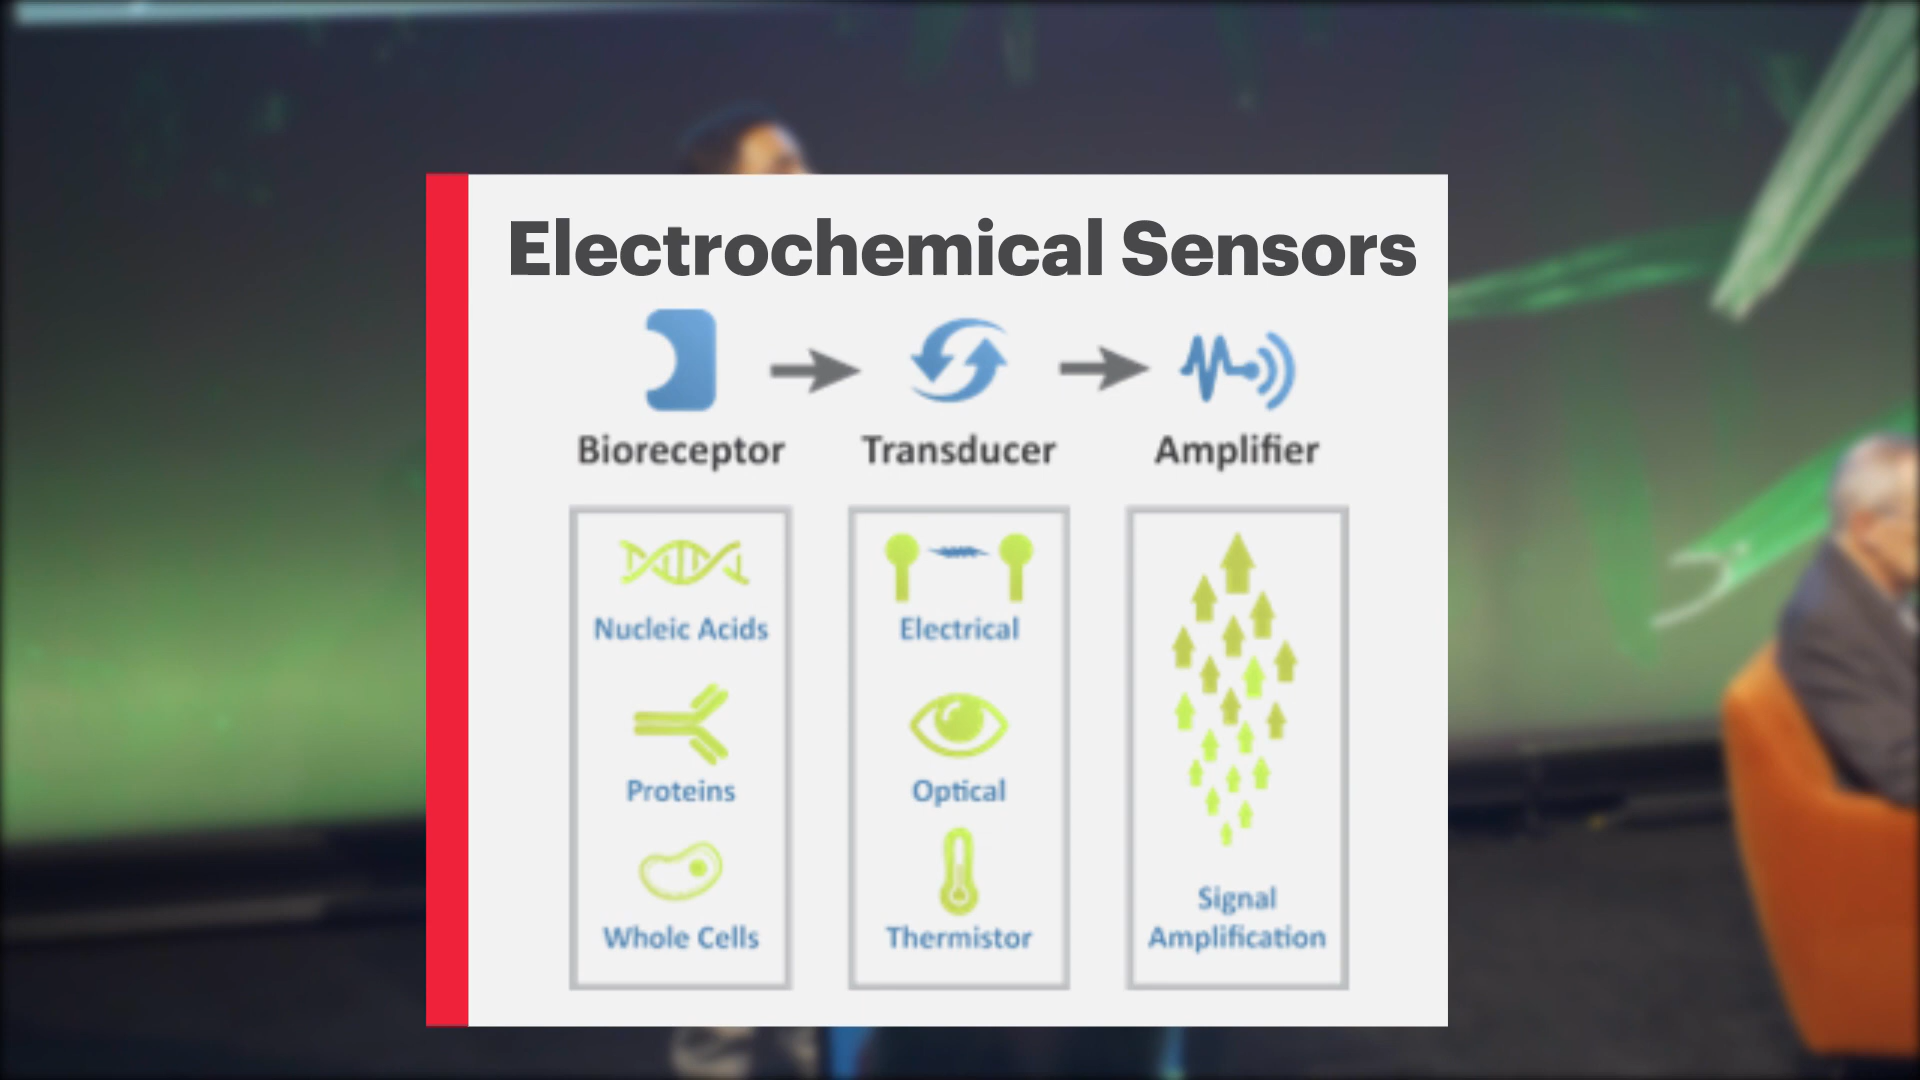 Electrochemical Sensors
Bioreceptor
Transducer
Amplifier
Nucleic Acids
Proteins
Whole Cells
Electrical
Optical
Thermistor
Signal
Amplification